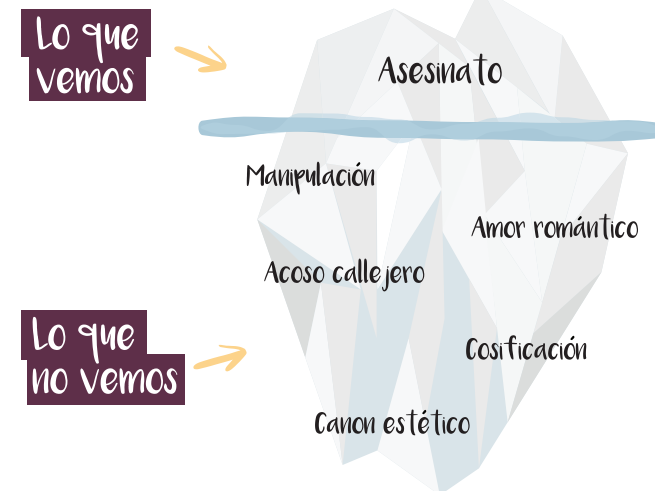 Lo que
vemos
Asesinato
Manipulación
Amor romántico
Acoso callejero
Lo que
no vemos
Cosificación
Canon estético